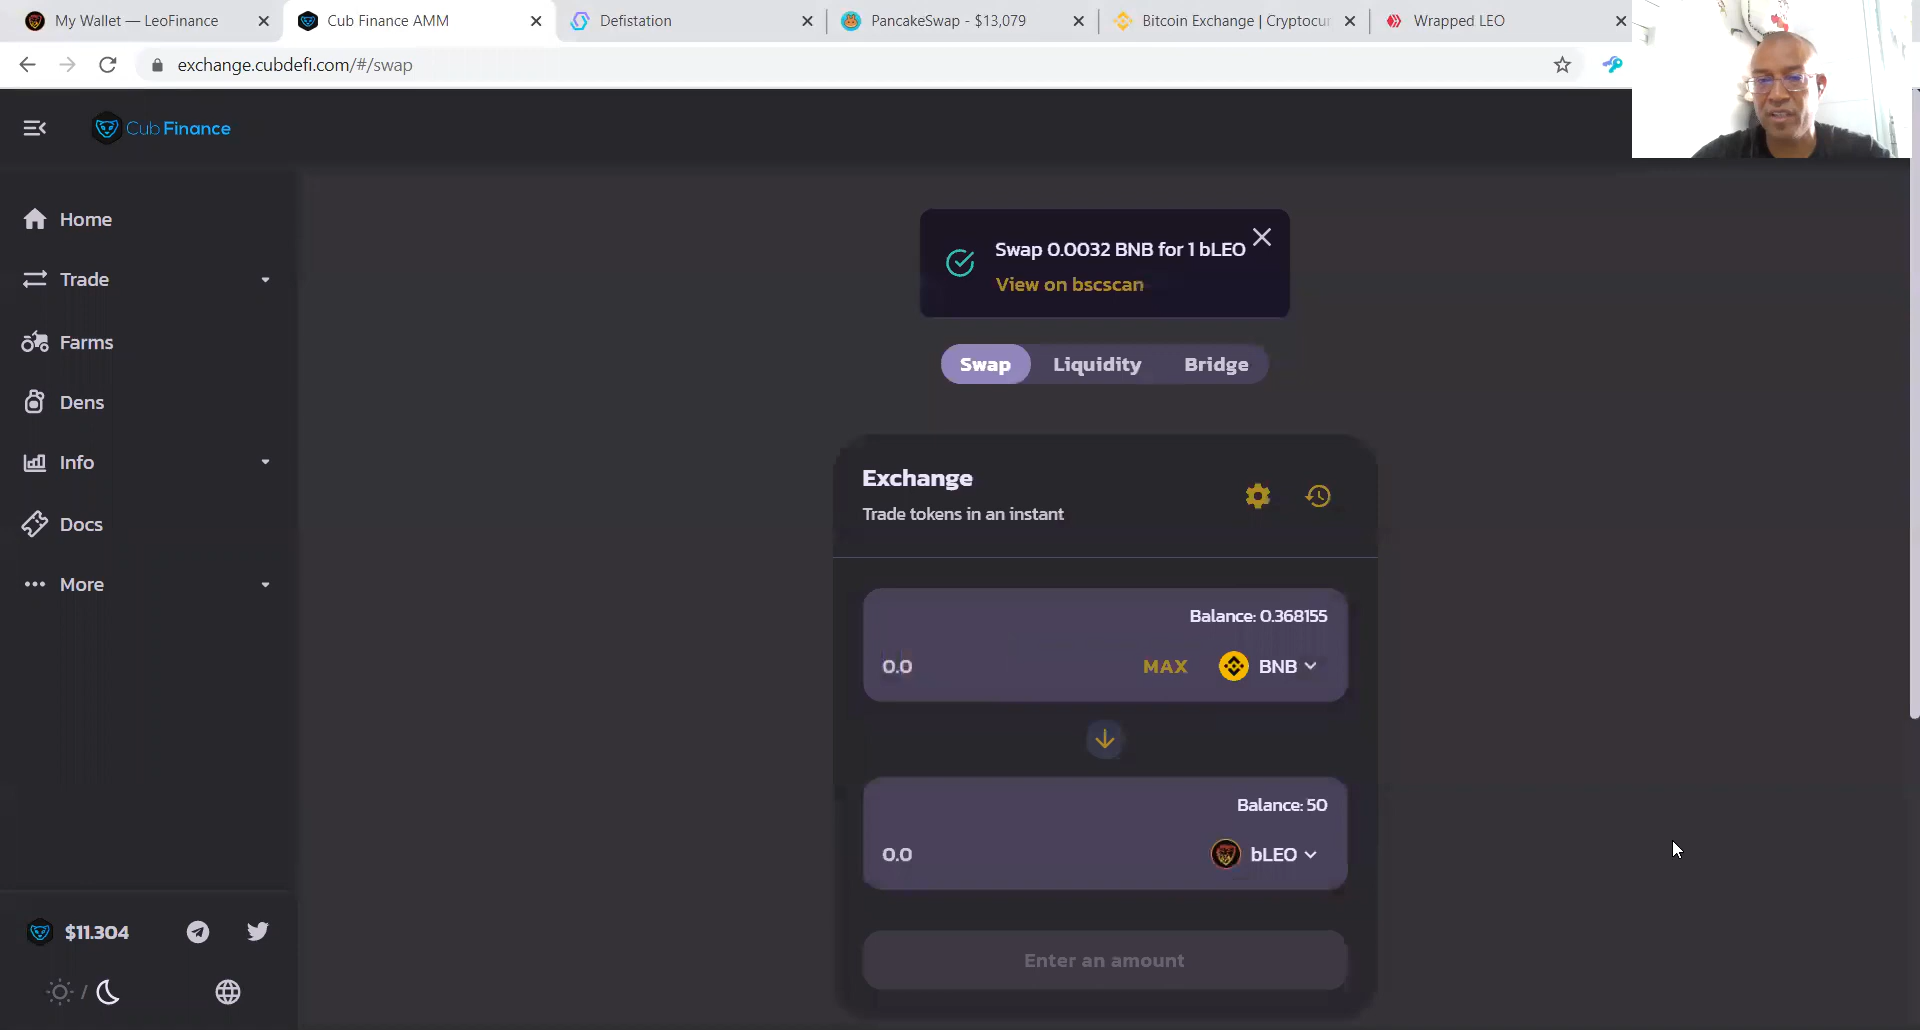 My Wallet — LeoFinance
Cub Finance AMM
Defistation
PancakeSwap - $13,079
Bitcoin Exchange | Cryptocur
Wrapped LEO
exchange.cubdefi.com/#/swap
Cub Finance
Home
Trade
Farms
Dens
Info
Docs
More
$11.304
/
Swap 0.0032 BNB for 1 bLEO
View on bscscan
Swap Liquidity Bridge
Exchange
Trade tokens in an instant
Balance: 0.368155
0.0 MAX BNB
Balance: 50
0.0 bLEO
Enter an amount